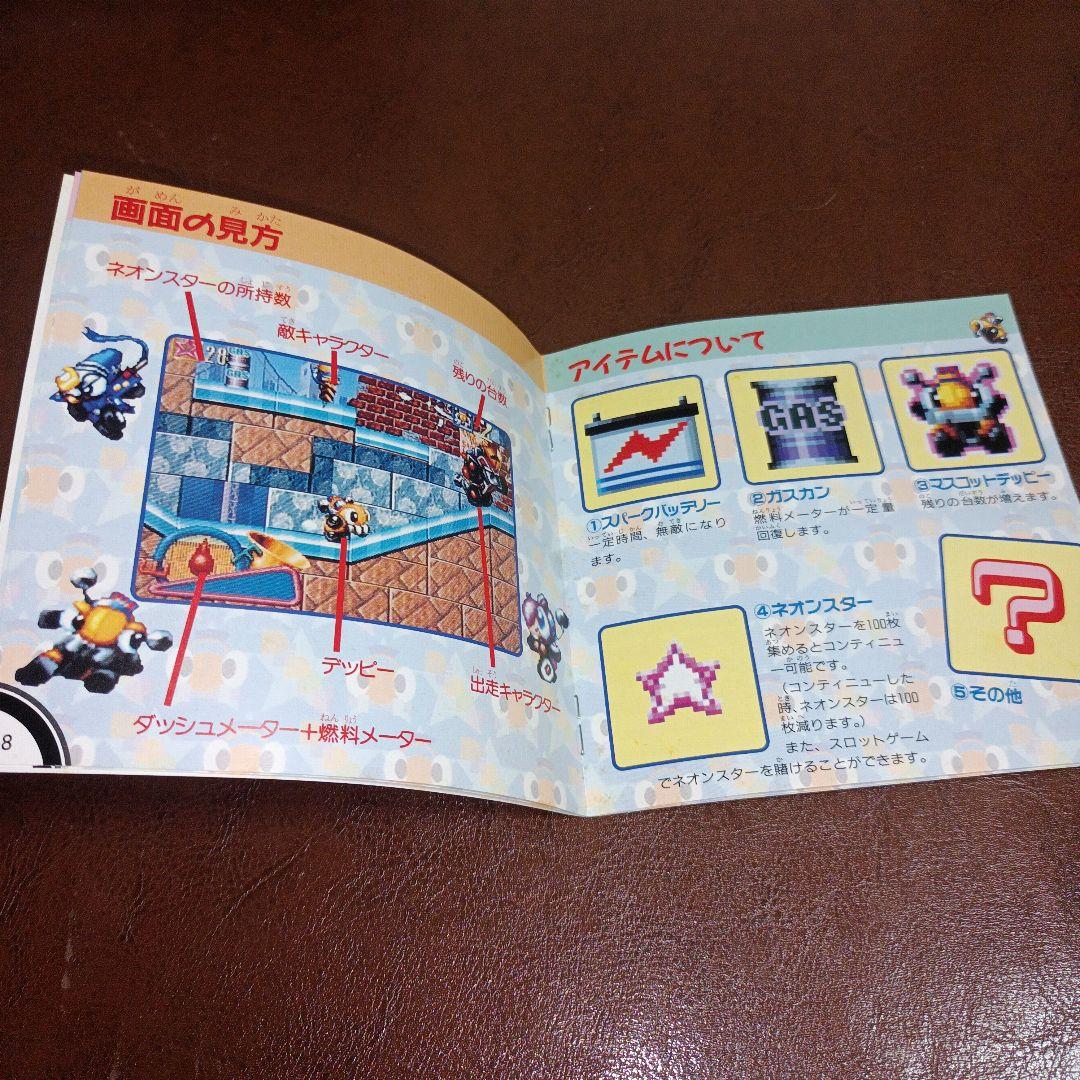 画面の見方
ネオンスターの所持数
敵キャラクター
残りの台数
28
GAS
デッピー
出走キャラクター
ダッシュメーター+燃料メーター
8
アイテムについて
GAS
①スパークバッテリー
一定時間、無敵になり
ます。
②ガスカン
燃料メーターが一定量
回復します。
③マスコットデッピー
残りの台数が増えます。
④ネオンスター
ネオンスターを100枚
集めるとコンティニュ
ー可能です。
(コンティニューした
時、ネオンスターは100
枚減ります。)
また、スロットゲーム
でネオンスターを賭けることができます。
?
⑤その他